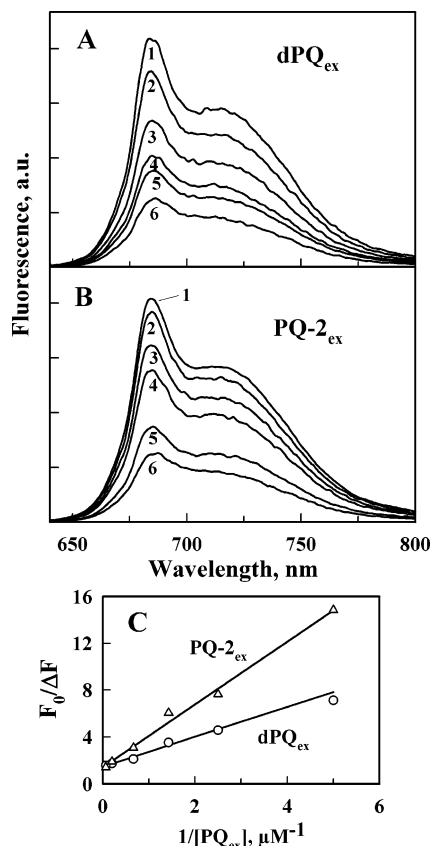 A
dPQex
1
2
3
4
5
6
Fluorescence, a.u.
B
1
PQ-2ex
2
3
4
5
6
650 700 750 800
Wavelength, nm
16
C
12
PQ-2ex
8
F0/ΔF
dPQex
4
0
0 2 4 6
1/[PQex], µM-1